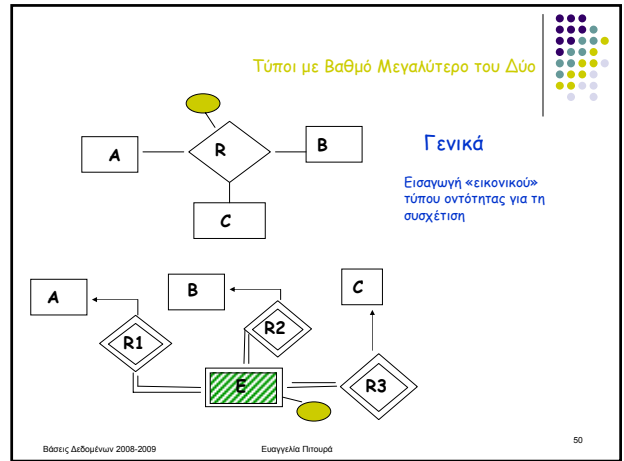 Τύποι με Βαθμό Μεγαλύτερο του Δύο
A
R
B
C
Γενικά
Εισαγωγή «εικονικού»
τύπου οντότητας για τη
συσχέτιση
A
B
C
R1
R2
E
R3
Βάσεις Δεδομένων 2008-2009
Ευαγγελία Πιτουρά
50